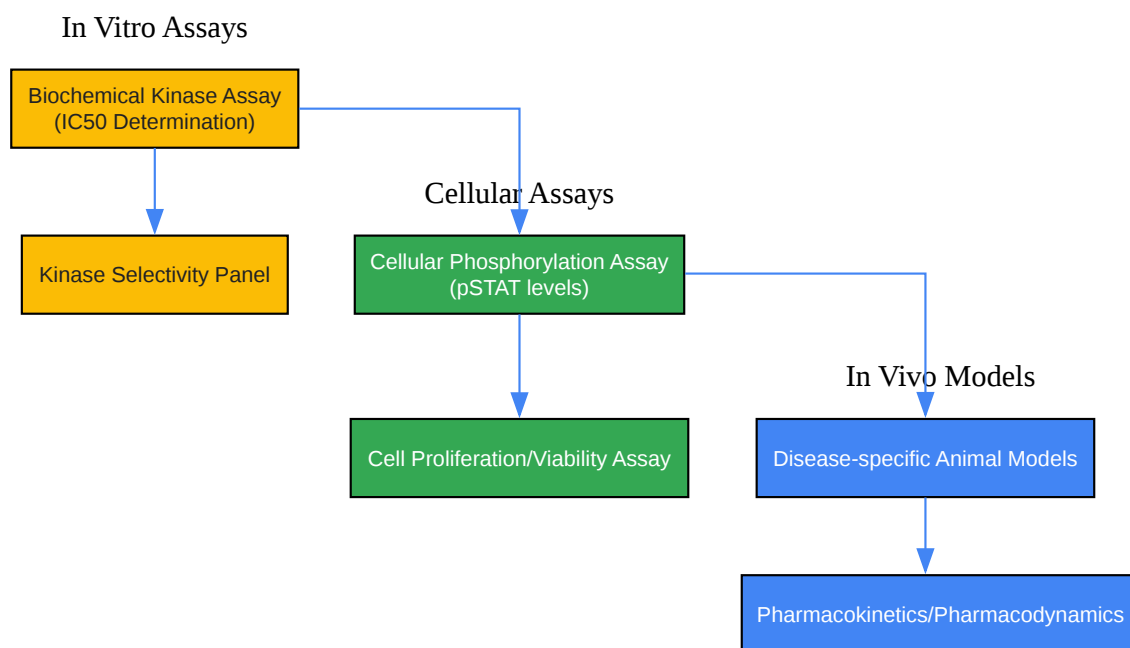 In Vitro Assays
Biochemical Kinase Assay
(IC50 Determination)
Cellular Assays
Kinase Selectivity Panel
Cellular Phosphorylation Assay
(pSTAT levels)
In Vivo Models
Cell Proliferation/Viability Assay
Disease-specific Animal Models
Pharmacokinetics/Pharmacodynamics